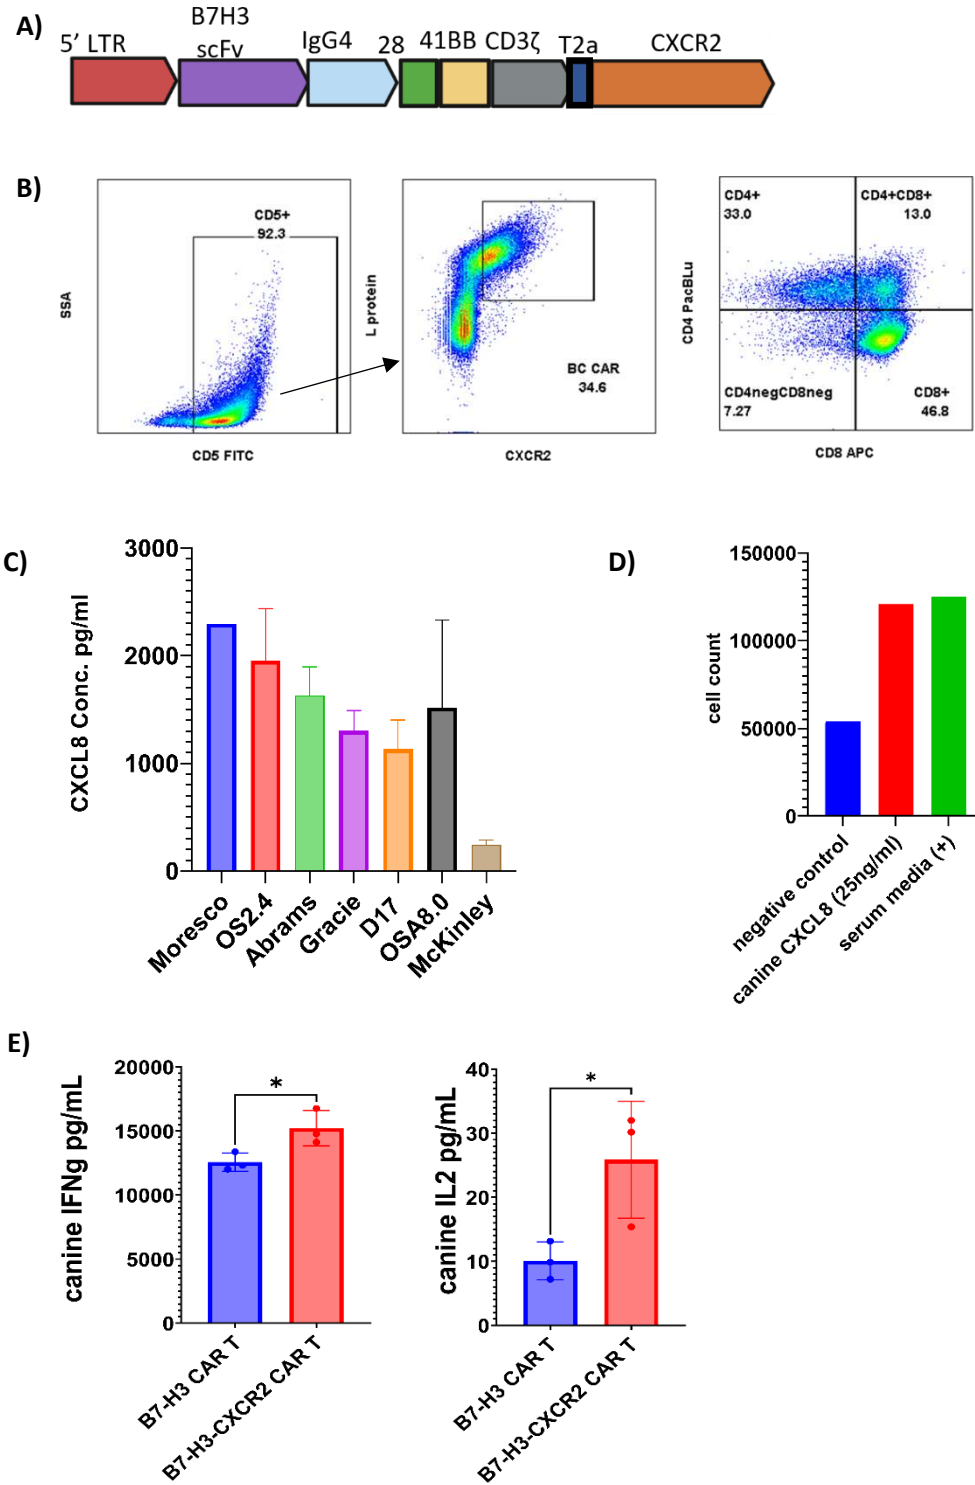 A)
5' LTR
B7H3
scFv
IgG4
28
41BB
CD3ζ
T2a
CXCR2
B)
CD5+
92.3
SSA
CD5 FITC
L protein
BC CAR
34.6
CXCR2
CD4+
33.0
CD4+CD8+
13.0
CD4 PacBLu
CD4negCD8neg
7.27
CD8+
46.8
CD8 APC
C)
CXCL8 Conc. pg/ml
3000
2000
1000
0
Moresco
OS2.4
Abrams
Gracie
D17
OSA8.0
McKinley
D)
cell count
150000
100000
50000
0
negative control
canine CXCL8 (25ng/ml)
serum media (+)
E)
canine IFNg pg/mL
20000
15000
10000
5000
0
*
B7-H3 CAR T
B7-H3-CXCR2 CAR T
canine IL2 pg/mL
40
30
20
10
0
*
B7-H3 CAR T
B7-H3-CXCR2 CAR T